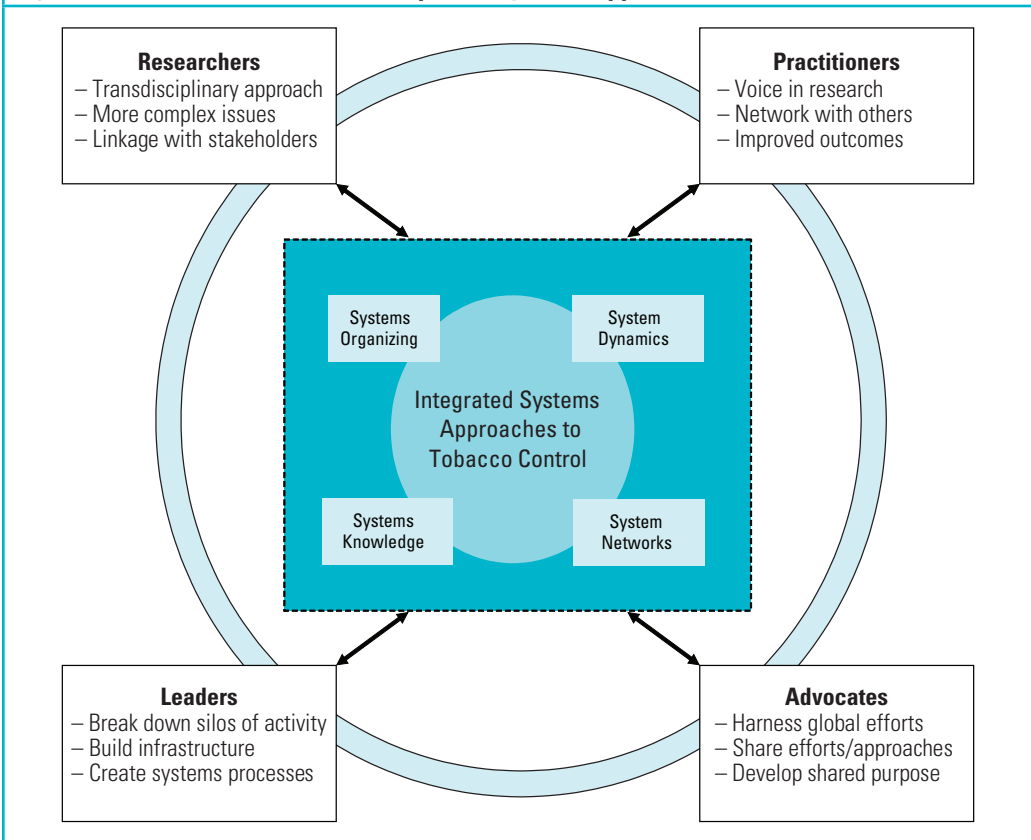 Researchers
– Transdisciplinary approach
– More complex issues
– Linkage with stakeholders
Practitioners
– Voice in research
– Network with others
– Improved outcomes
Systems
Organizing
System
Dynamics
Integrated Systems
Approaches to
Tobacco Control
Systems
Knowledge
System
Networks
Leaders
– Break down silos of activity
– Build infrastructure
– Create systems processes
Advocates
– Harness global efforts
– Share efforts/approaches
– Develop shared purpose